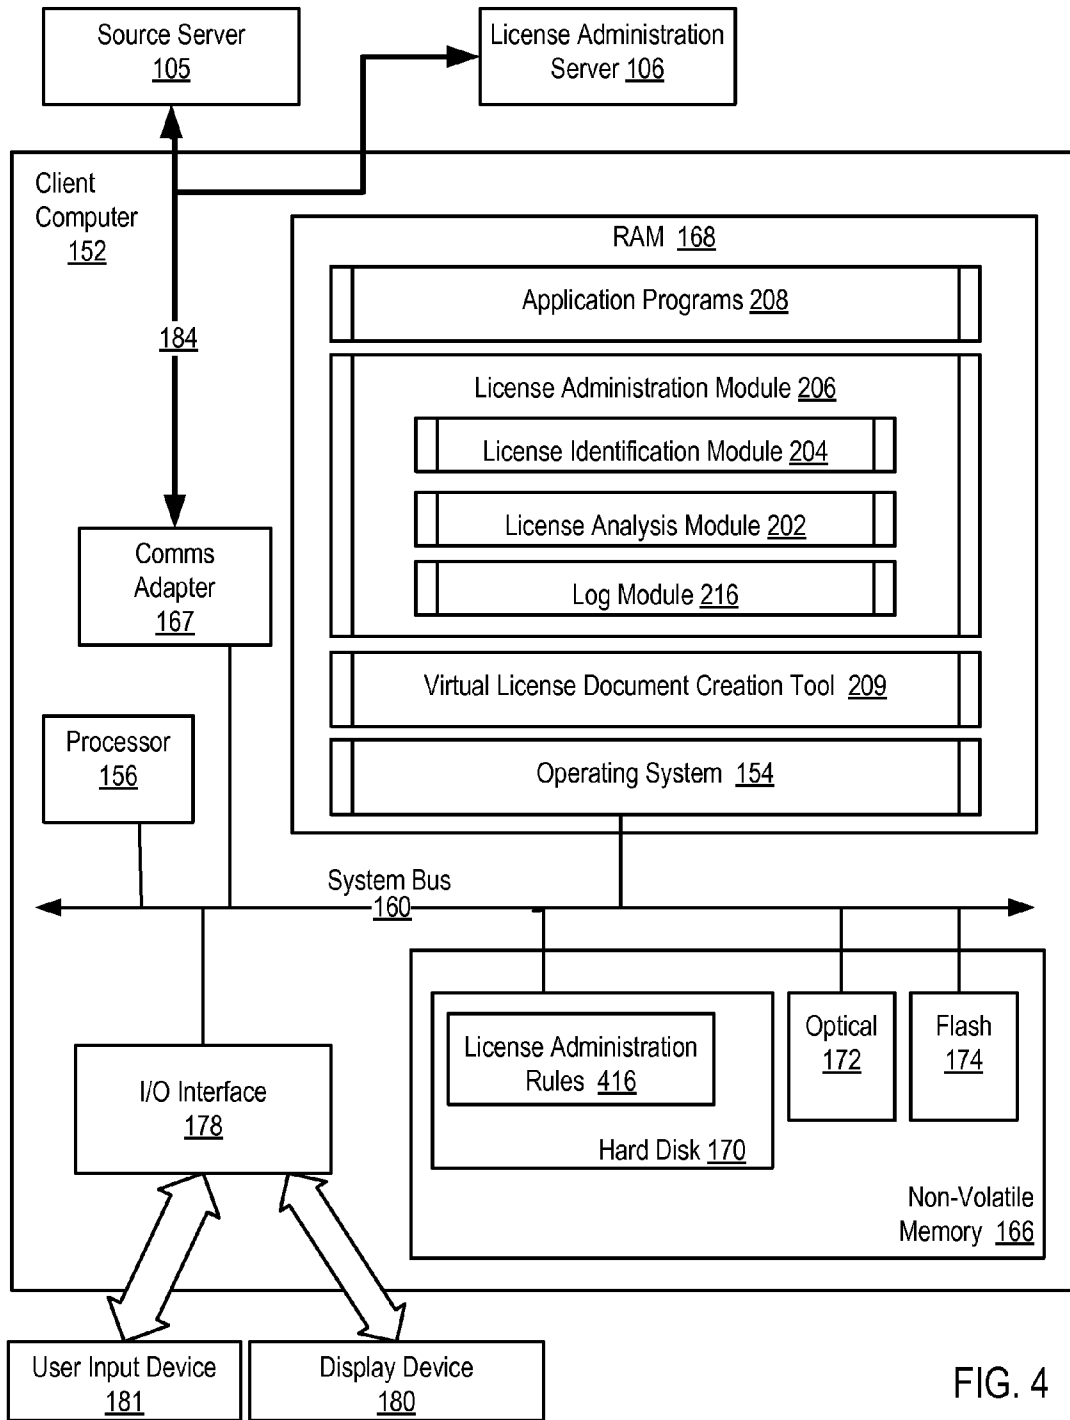 Source Server
105
License Administration
Server 106
Client
Computer
152
RAM 168
Application Programs 208
184
License Administration Module 206
License Identification Module 204
License Analysis Module 202
Log Module 216
Comms
Adapter
167
Virtual License Document Creation Tool 209
Processor
156
Operating System 154
System Bus
160
License Administration
Rules 416
Hard Disk 170
Optical
172
Flash
174
I/O Interface
178
Non-Volatile
Memory 166
User Input Device
181
Display Device
180
FIG. 4